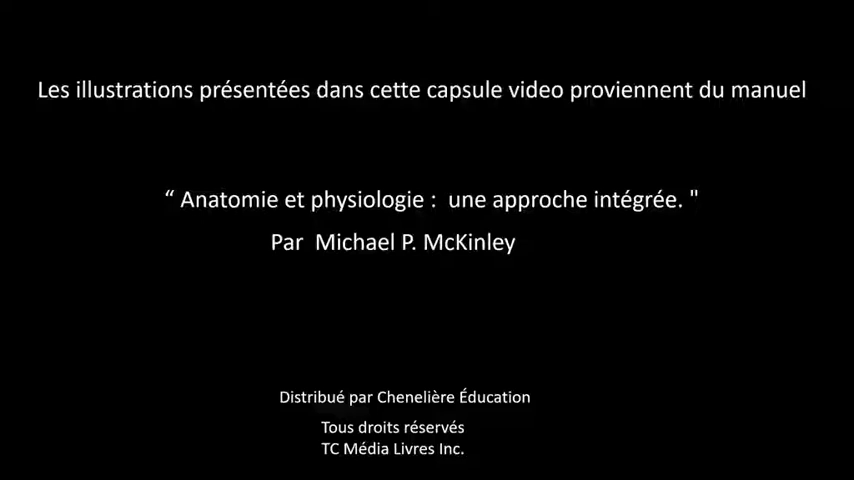 Les illustrations présentées dans cette capsule video proviennent du manuel
“ Anatomie et physiologie : une approche intégrée. "
Par Michael P. McKinley
Distribué par Chenelière Éducation
Tous droits réservés
TC Média Livres Inc.